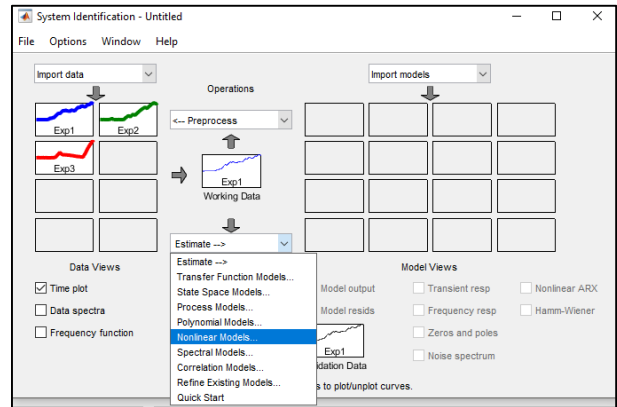 System Identification - Untitled
File Options Window Help
Import data
Import models
Operations
<-- Preprocess
Exp1
Exp2
Exp3
Exp1
Working Data
Estimate -->
Estimate -->
Transfer Function Models...
State Space Models...
Process Models...
Polynomial Models...
Nonlinear Models...
Spectral Models...
Correlation Models...
Refine Existing Models...
Quick Start
Data Views
Time plot
Data spectra
Frequency function
Model Views
Model output
Transient resp
Nonlinear ARX
Model resids
Frequency resp
Hamm-Wiener
Zeros and poles
Noise spectrum
Exp1
idation Data
s to plot/unplot curves.